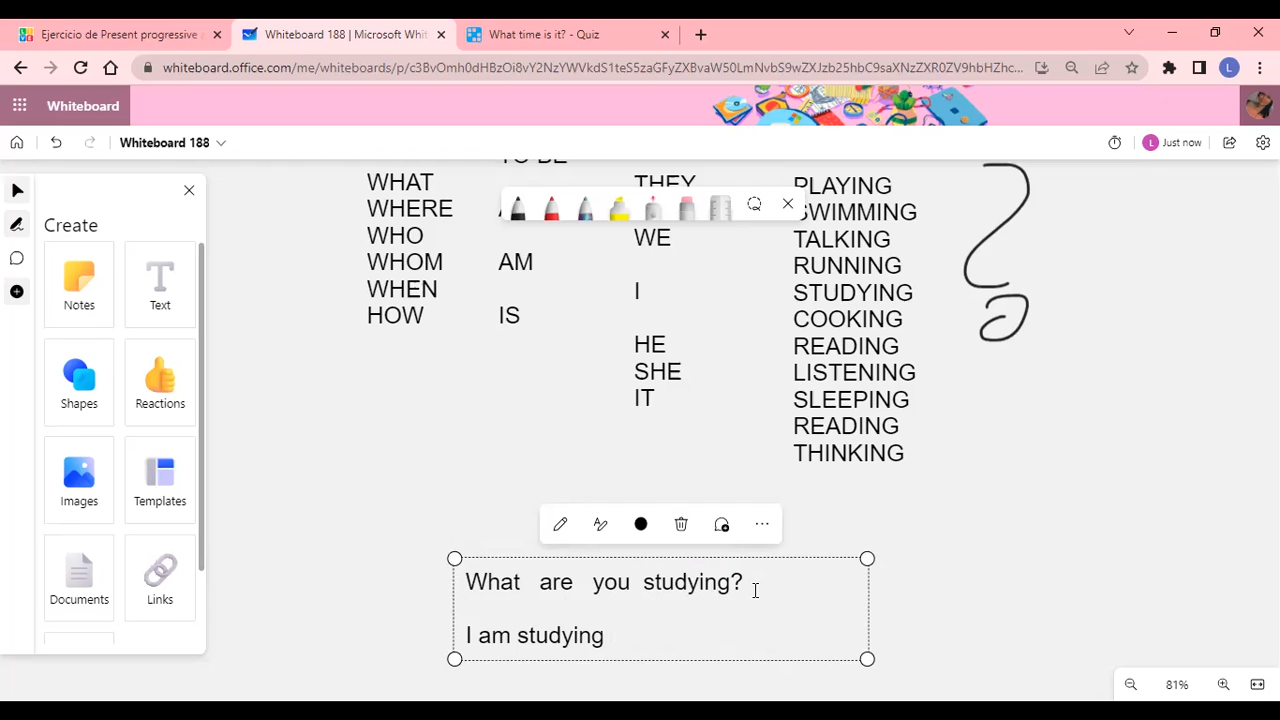 Ejercicio de Present progressive
Whiteboard 188 | Microsoft Whit
What time is it? - Quiz
whiteboard.office.com/me/whiteboards/p/c3BvOmh0dHBzOi8vY2NzYWVkdS1teS5zaGFyZXBvaW50LmNvbS9wZXJzb25hbC9saXNzZXR0ZV9hbHZhc...
L
Whiteboard
Whiteboard 188
L Just now
Create
Notes
Text
Shapes
Reactions
Images
Templates
Documents
Links
TO BE
WHAT
WHERE
WHO
WHOM
WHEN
HOW
AM
IS
THEY
WE
I
HE
SHE
IT
PLAYING
SWIMMING
TALKING
RUNNING
STUDYING
COOKING
READING
LISTENING
SLEEPING
READING
THINKING
What are you studying?
I am studying
81%